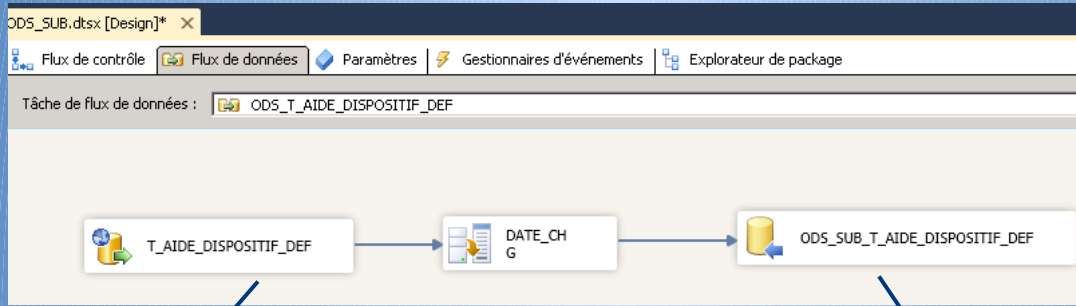 ODS_SUB.dtsx [Design]*
Flux de contrôle Flux de données Paramètres Gestionnaires d'événements Explorateur de package
Tâche de flux de données : ODS_T_AIDE_DISPOSITIF_DEF
T_AIDE_DISPOSITIF_DEF
DATE_CH
G
ODS_SUB_T_AIDE_DISPOSITIF_DEF